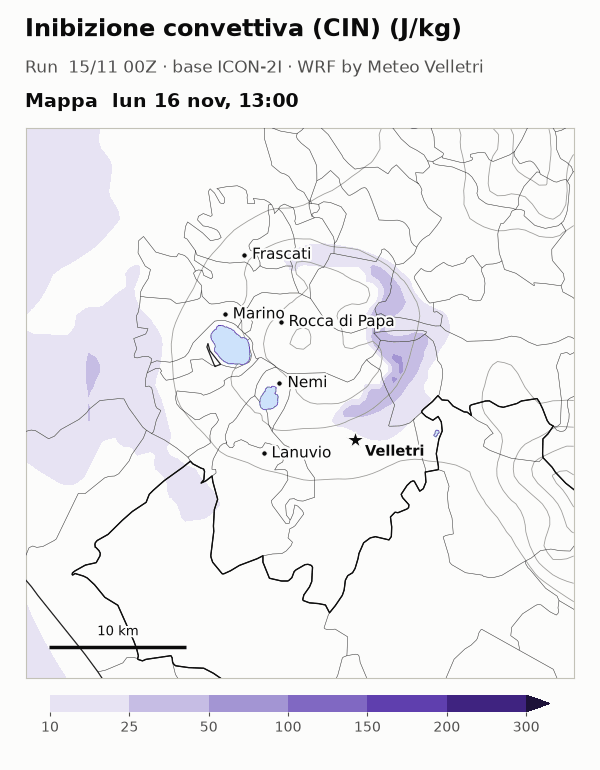 Inibizione convettiva (CIN) (J/kg)
Run  15/11 00Z · base ICON-2I · WRF by Meteo Velletri
Mappa  lun 16 nov, 13:00
Frascati
Marino
Rocca di Papa
Nemi
Velletri
Lanuvio
10 km
10 25 50 100 150 200 300